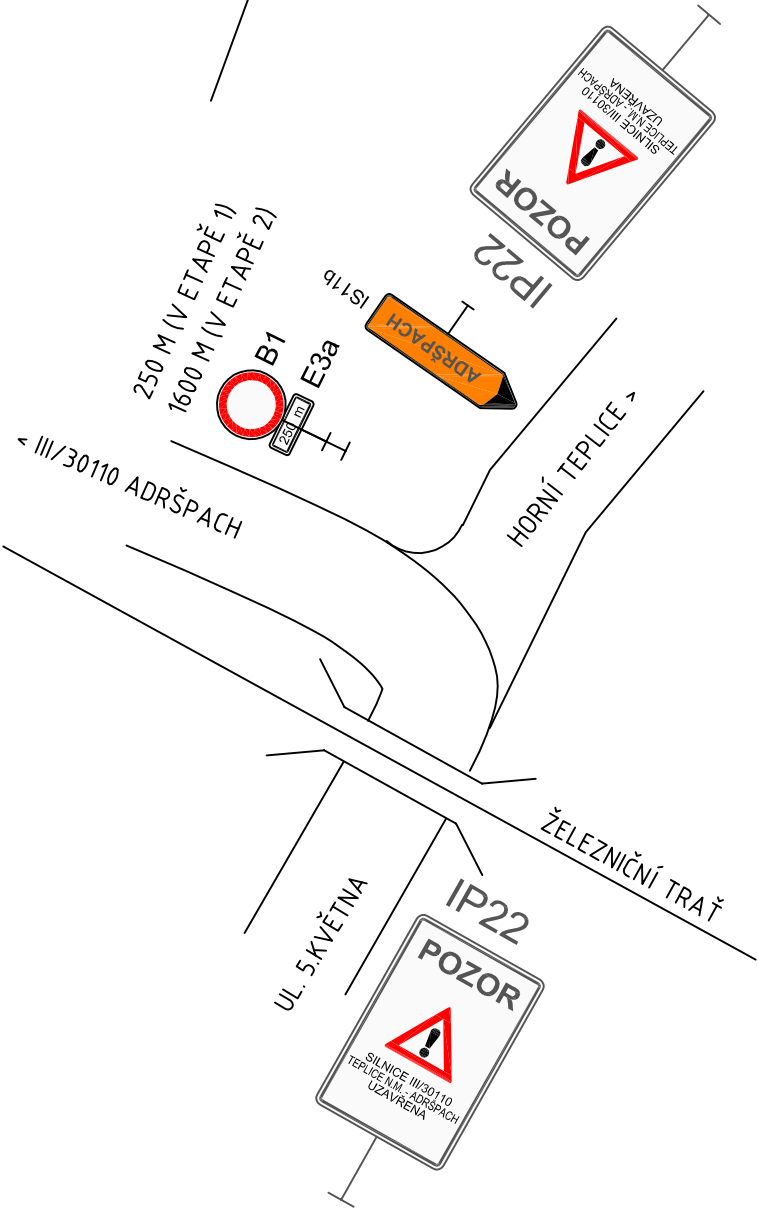 SILNICE III/30110
TEPLICE N.M. - ADRŠPACH
UZAVŘENA
POZOR
IP22
250 M (V ETAPĚ 1)
1600 M (V ETAPĚ 2)
IS11b
ADRŠPACH
B1
E3a
250 m
< III/30110 ADRŠPACH
HORNÍ TEPLICE >
ŽELEZNIČNÍ TRAŤ
UL. 5.KVĚTNA
IP22
POZOR
SILNICE III/30110
TEPLICE N.M. - ADRŠPACH
UZAVŘENA